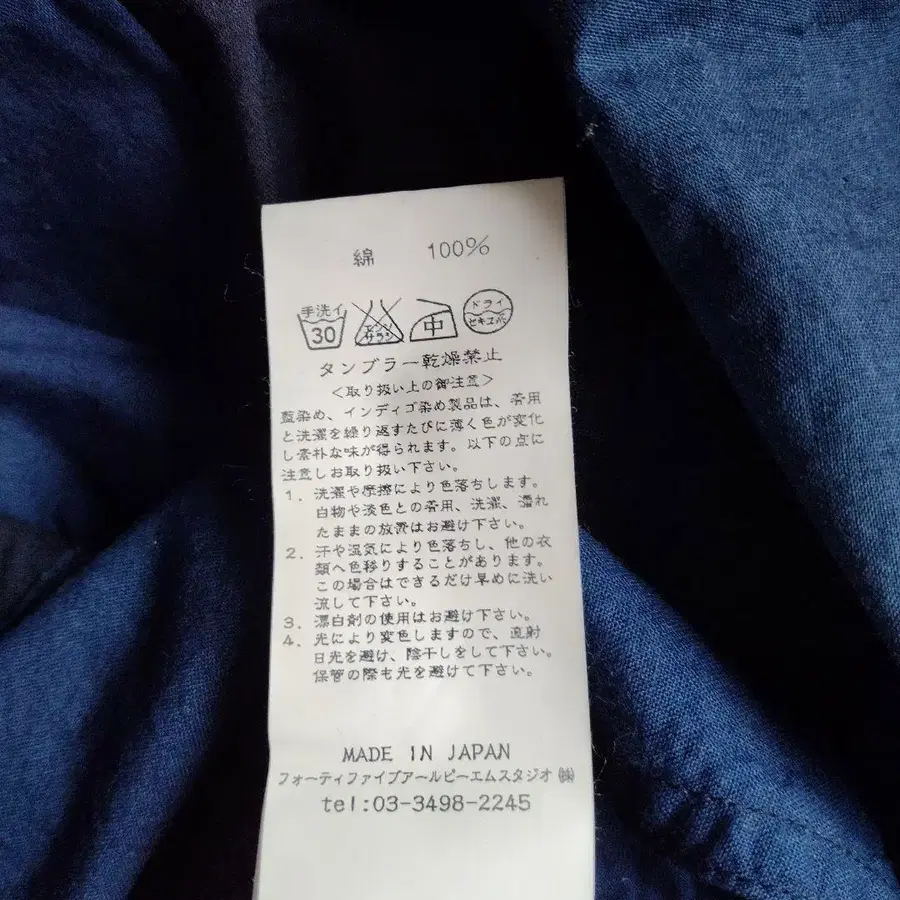 綿 100%
手洗イ ドライ
30 エンソサラシ 中 セキユ系
タンブラー乾燥禁止
<取り扱い上の御注意>
藍染め、インディゴ染め製品は、着用
と洗濯を繰り返すたびに薄く色が変化
し素朴な味が得られます。以下の点に
注意しお取り扱い下さい。
1. 洗濯や摩擦により色落ちします。
白物や淡色との着用、洗濯、濡れ
たままの放置はお避け下さい。
2. 汗や湿気により色落ちし、他の衣
類へ色移りすることがあります。
この場合はできるだけ早めに洗い
流して下さい。
3. 漂白剤の使用はお避け下さい。
4. 光により変色しますので、直射
日光を避け、陰干しをして下さい。
保管の際も光を避けて下さい。
MADE IN JAPAN
フォーティファイブアールピーエムスタジオ㈱
tel:03-3498-2245